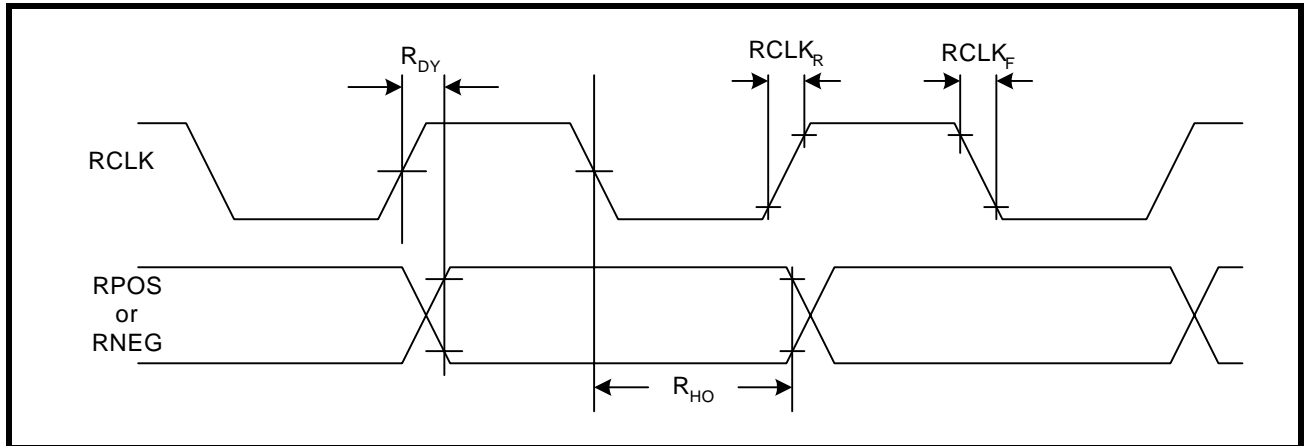 R_DY
RCLK_R
RCLK_F
RCLK
RPOS
or
RNEG
R_HO